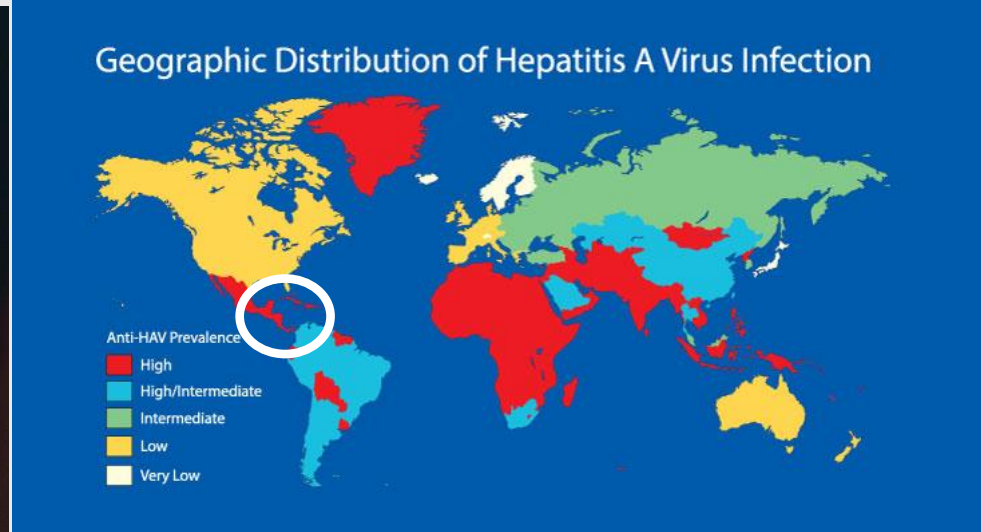 Geographic Distribution of Hepatitis A Virus Infection
Anti-HAV Prevalence
High
High/Intermediate
Intermediate
Low
Very Low